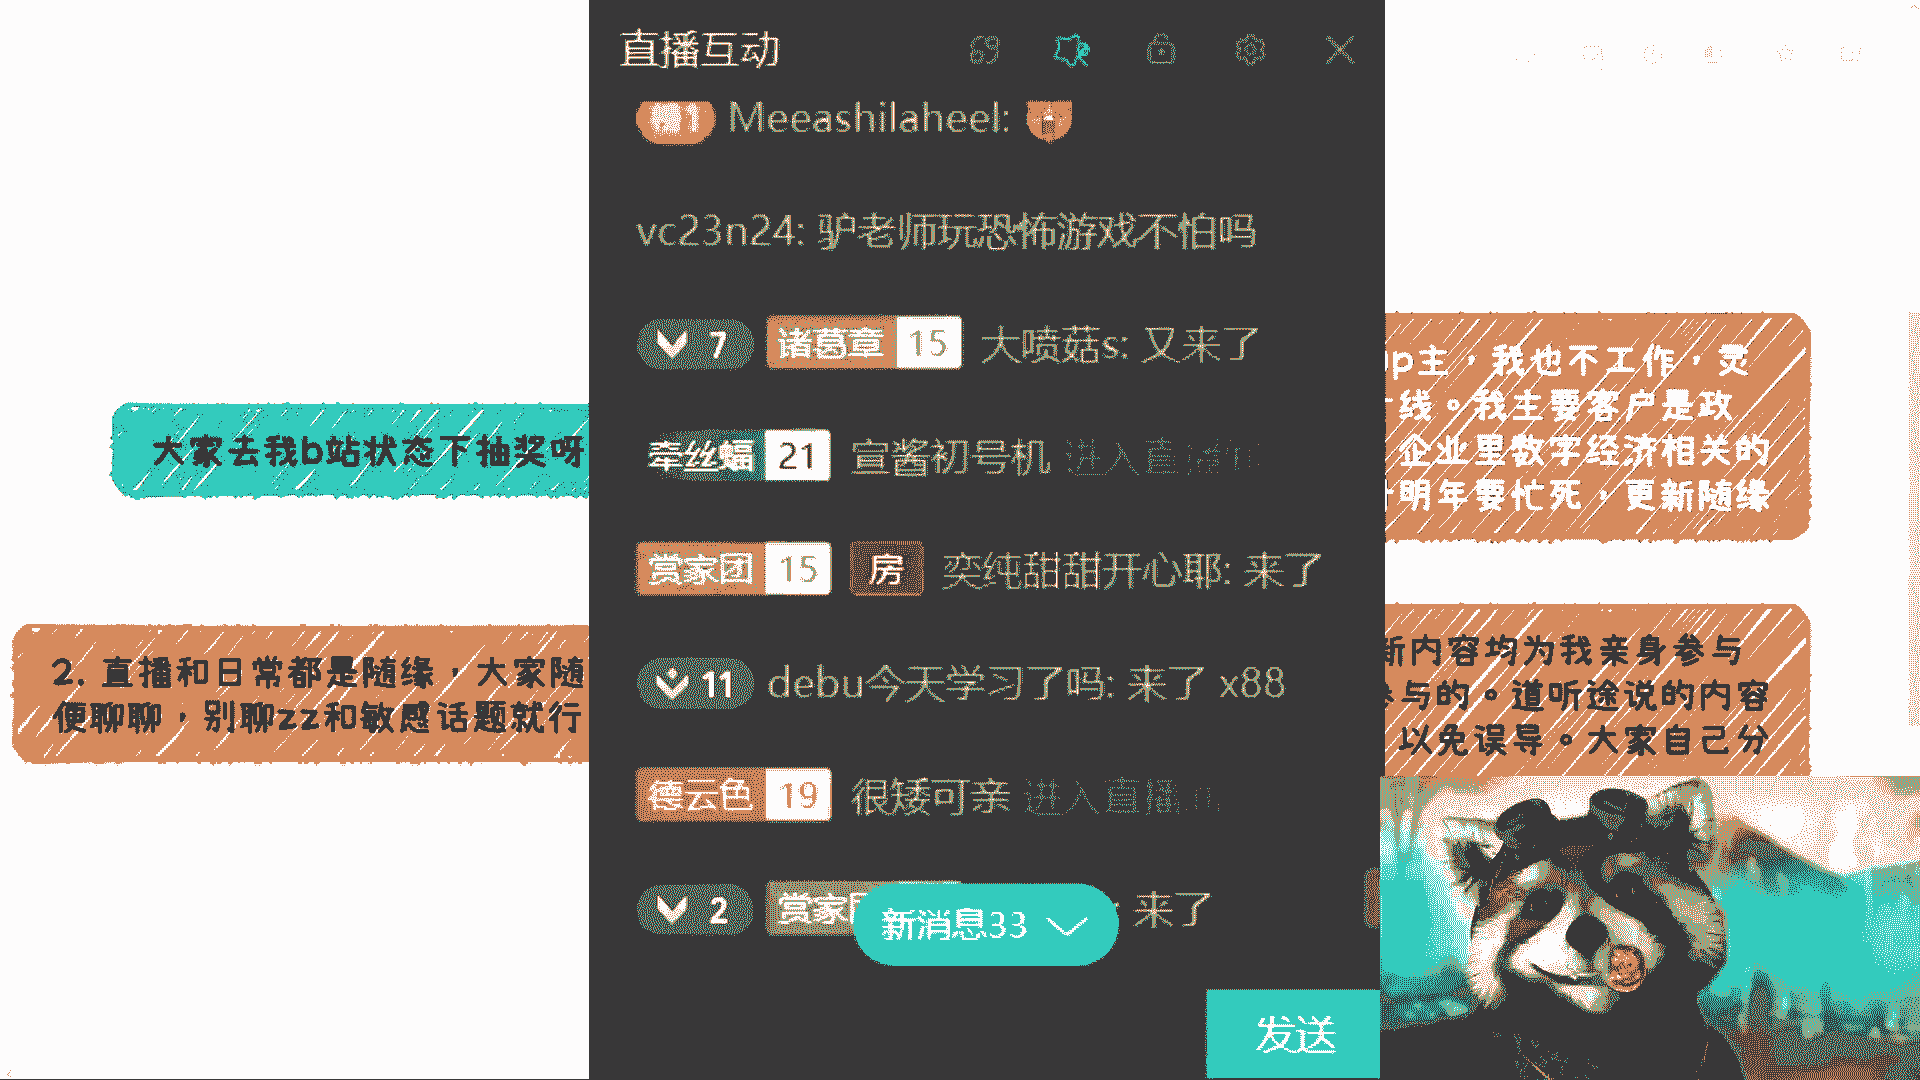 直播互动
榜1 Meeashilaheel:
vc23n24: 驴老师玩恐怖游戏不怕吗
7 诸葛章 15 大喷菇s: 又来了
牵丝蝠 21 宣酱初号机 进入直播间
赏家团 15 房 奕纯甜甜开心耶: 来了
11 debu今天学习了吗: 来了 x88
德云色 19 很矮可亲 进入直播间
2 赏家 来了
新消息33
发送
大家去我b站状态下抽奖呀
2. 直播和日常都是随缘，大家随
便聊聊，别聊zz和敏感话题就行
up主，我也不工作，灵
线。我主要客户是政
企业里数字经济相关的
明年要忙死，更新随缘
新内容均为我亲身参与
参与的。道听途说的内容
以免误导。大家自己分